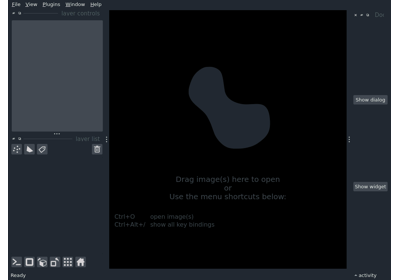 File View Plugins Window Help
layer controls
layer list
Drag image(s) here to open
or
Use the menu shortcuts below:
Ctrl+O open image(s)
Ctrl+Alt+/ show all key bindings
Show dialog
Show widget
Ready
activity